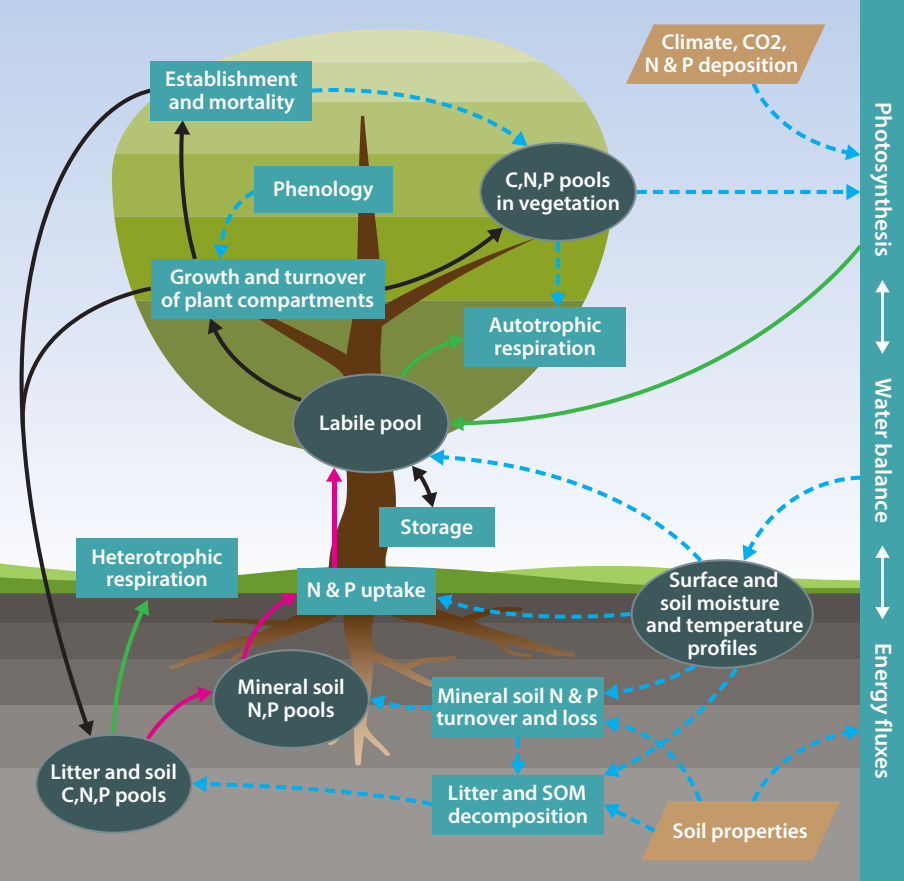 Climate, CO2,
N & P deposition
Establishment
and mortality
Phenology
C,N,P pools
in vegetation
Photosynthesis
Growth and turnover
of plant compartments
Autotrophic
respiration
Labile pool
Water balance
Storage
Heterotrophic
respiration
N & P uptake
Surface and
soil moisture
and temperature
profiles
Energy fluxes
Mineral soil
N,P pools
Mineral soil N & P
turnover and loss
Litter and soil
C,N,P pools
Litter and SOM
decomposition
Soil properties